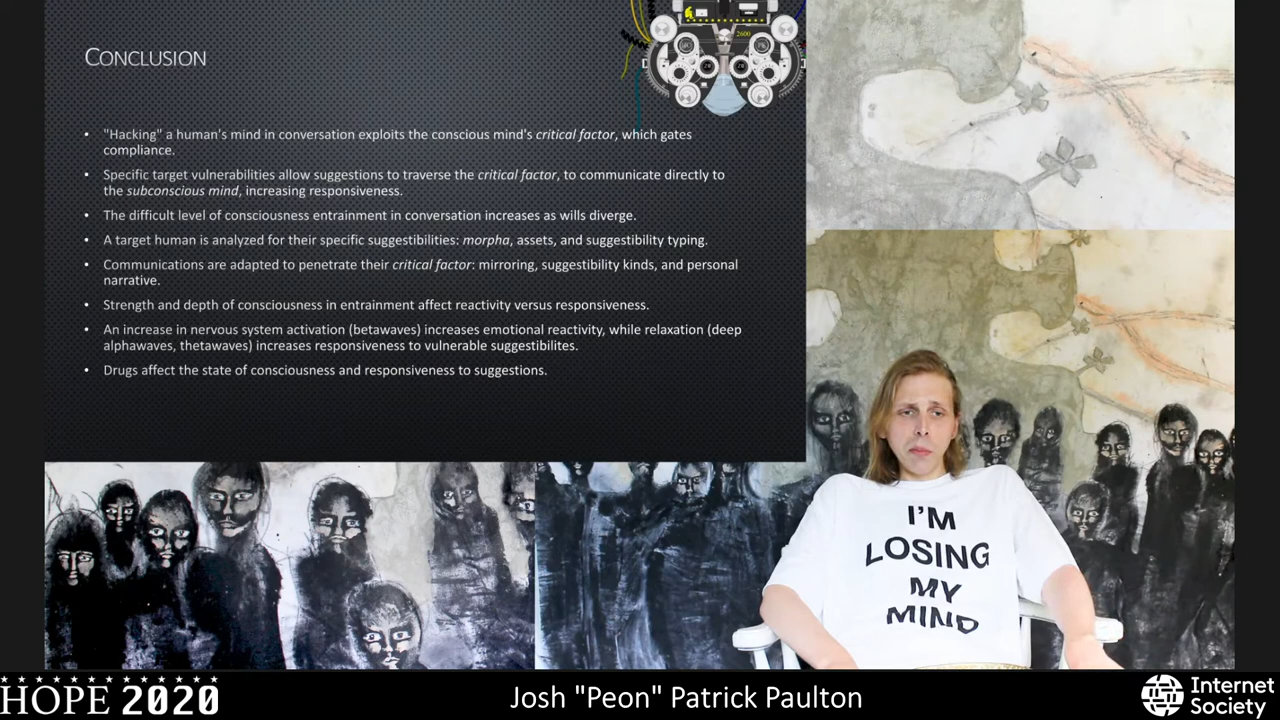 CONCLUSION
2600
• "Hacking" a human's mind in conversation exploits the conscious mind's critical factor, which gates
compliance.
• Specific target vulnerabilities allow suggestions to traverse the critical factor, to communicate directly to
the subconscious mind, increasing responsiveness.
• The difficult level of consciousness entrainment in conversation increases as wills diverge.
• A target human is analyzed for their specific suggestibilities: morpha, assets, and suggestibility typing.
• Communications are adapted to penetrate their critical factor: mirroring, suggestibility kinds, and personal
narrative.
• Strength and depth of consciousness in entrainment affect reactivity versus responsiveness.
• An increase in nervous system activation (betawaves) increases emotional reactivity, while relaxation (deep
alphawaves, thetawaves) increases responsiveness to vulnerable suggestibilites.
• Drugs affect the state of consciousness and responsiveness to suggestions.
I'M
LOSING
MY
MIND
HOPE 2020
Josh "Peon" Patrick Paulton
Internet
Society